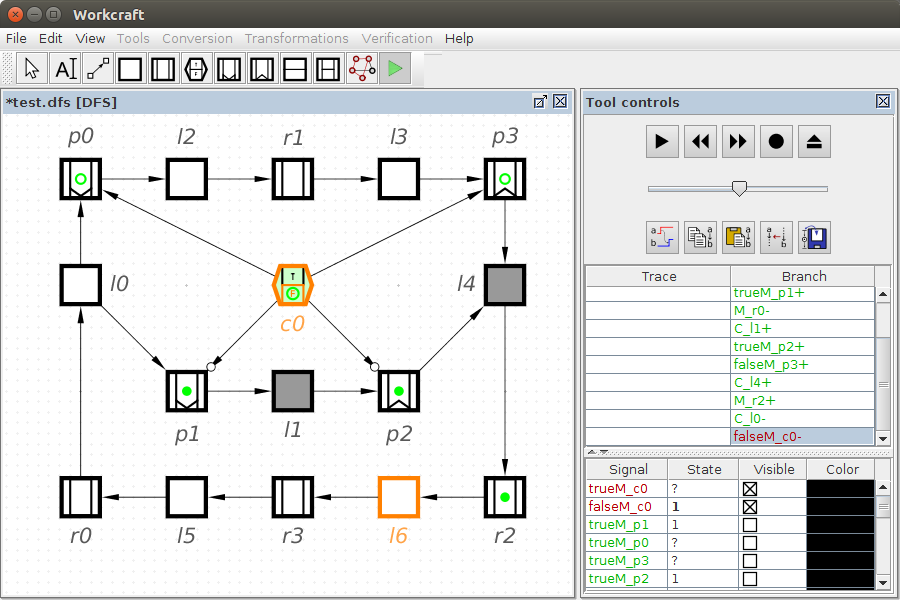 Workcraft
File Edit View Tools Conversion Transformations Verification Help
*test.dfs [DFS]
p0 l2 r1 l3 p3
l0 T F l4
c0
p1 l1 p2
r0 l5 r3 l6 r2
Tool controls
Trace Branch
trueM_p1+
M_r0-
C_l1+
trueM_p2+
falseM_p3+
C_l4+
M_r2+
C_l0-
falseM_c0-
Signal State Visible Color
trueM_c0 ?
falseM_c0 1
trueM_p1 1
trueM_p0 ?
trueM_p3 ?
trueM_p2 1